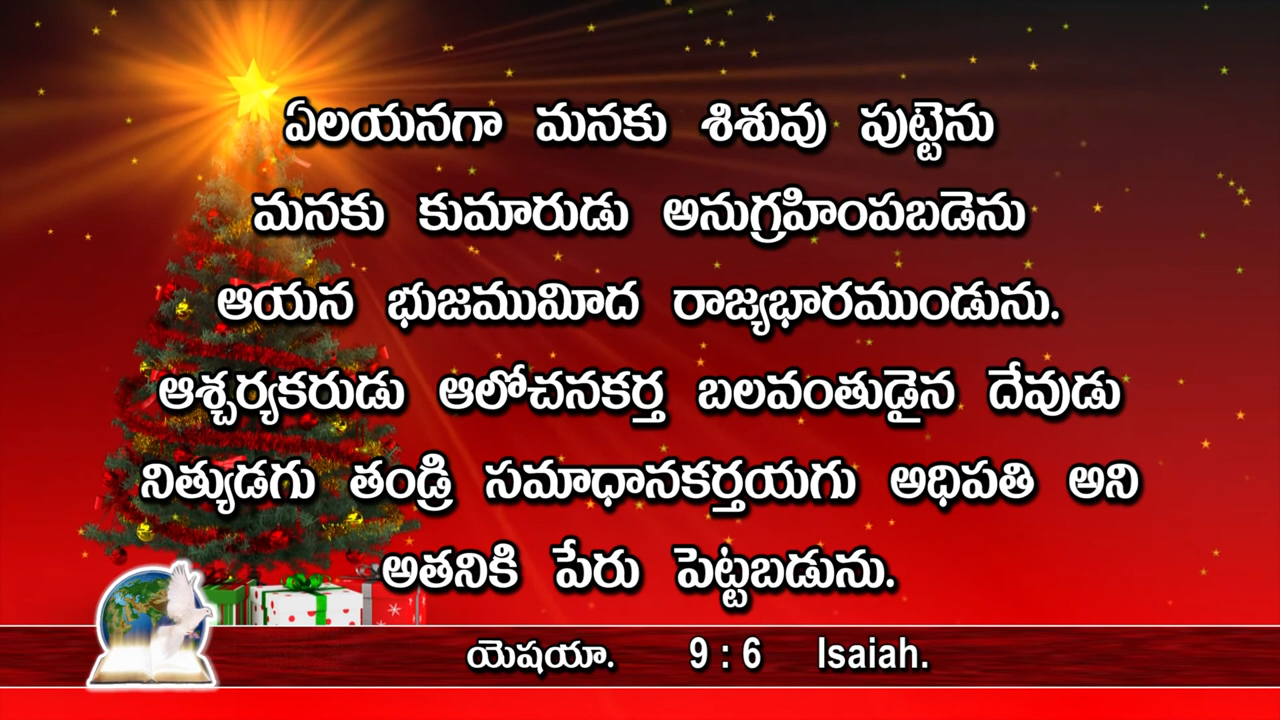 ఏలయనగా మనకు శిశువు పుట్టెను
మనకు కుమారుడు అనుగ్రహింపబడెను
ఆయన భుజముమీద రాజ్యభారముండును.
ఆశ్చర్యకరుడు ఆలోచనకర్త బలవంతుడైన దేవుడు
నిత్యుడగు తండ్రి సమాధానకర్తయగు అధిపతి అని
అతనికి పేరు పెట్టబడును.
యెషయా. 9 : 6 Isaiah.